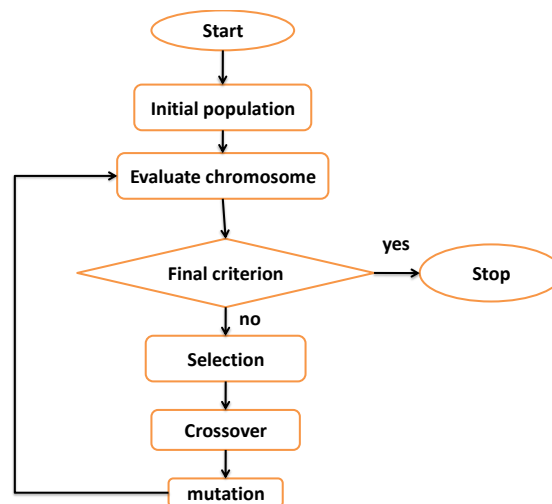 Start
Initial population
Evaluate chromosome
yes
Final criterion
Stop
no
Selection
Crossover
mutation